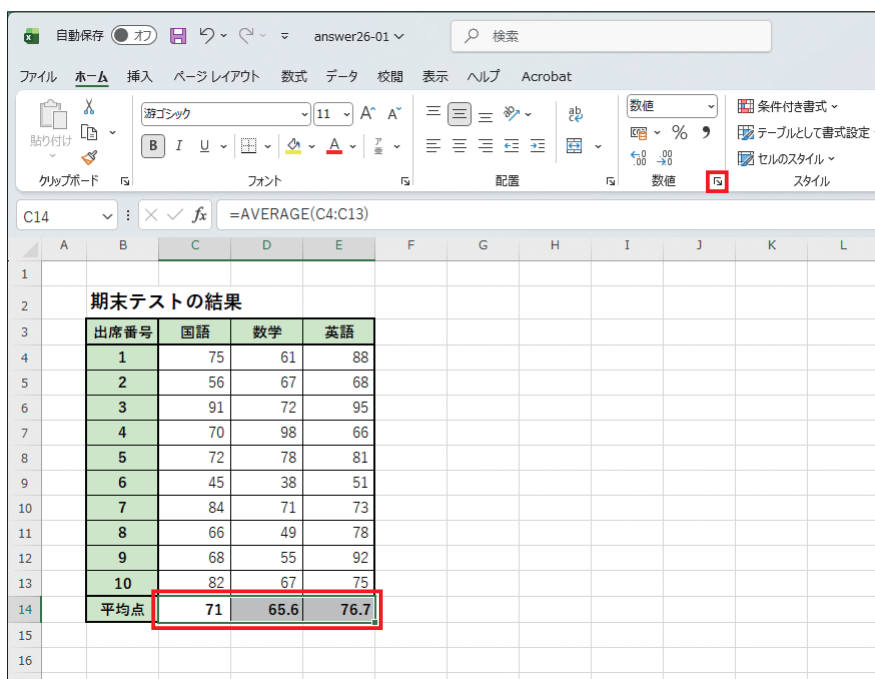 自動保存 オフ answer26-01 検索
ファイル ホーム 挿入 ページ レイアウト 数式 データ 校閲 表示 ヘルプ Acrobat
貼り付け
游ゴシック 11 A A
B I U A
ab
数値
% 9
条件付き書式
テーブルとして書式設定
セルのスタイル
クリップボード フォント 配置 数値 スタイル
C14 fx =AVERAGE(C4:C13)
A B C D E F G H I J K L
1
2 期末テストの結果
3 出席番号 国語 数学 英語
4 1 75 61 88
5 2 56 67 68
6 3 91 72 95
7 4 70 98 66
8 5 72 78 81
9 6 45 38 51
10 7 84 71 73
11 8 66 49 78
12 9 68 55 92
13 10 82 67 75
14 平均点 71 65.6 76.7
15
16